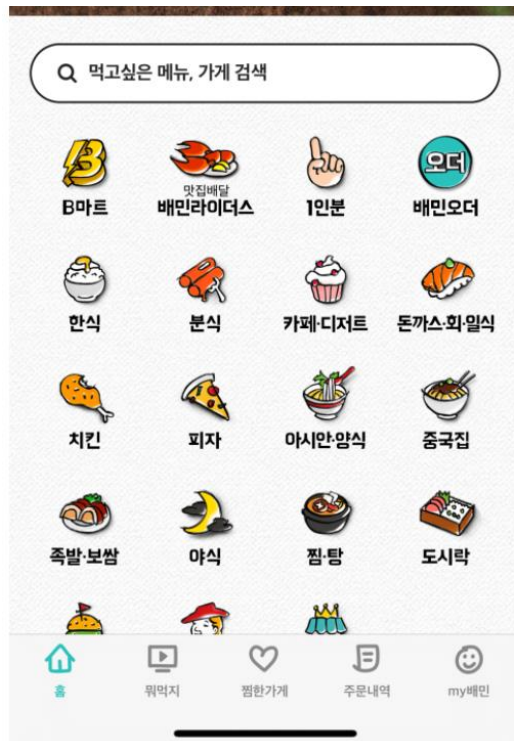 먹고싶은 메뉴, 가게 검색
맛집배달
B마트 배민라이더스 1인분 배민오더
오더
한식 분식 카페·디저트 돈까스·회·일식
치킨 피자 아시안·양식 중국집
족발·보쌈 야식 찜·탕 도시락
홈 뭐먹지 찜한가게 주문내역 my배민